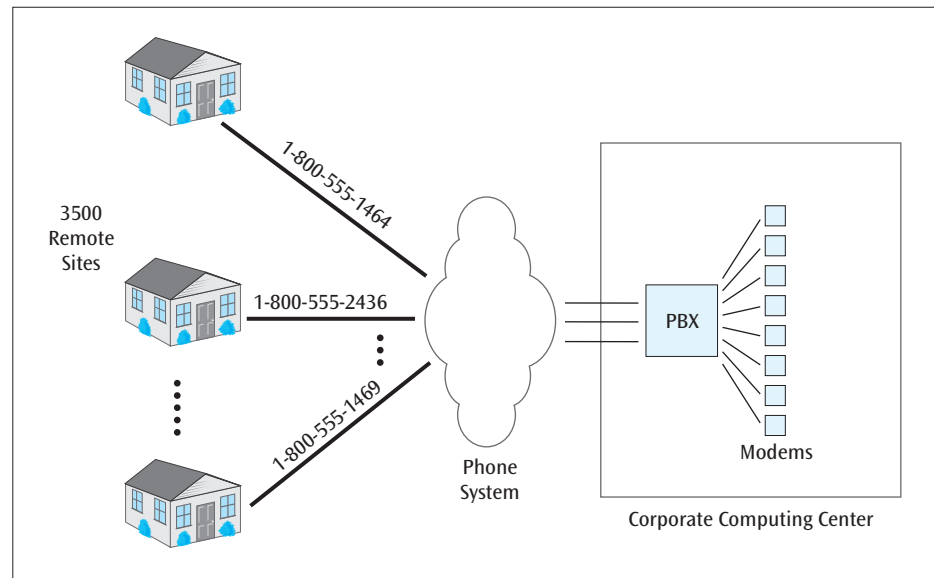 1-800-555-1464
3500
Remote
Sites
1-800-555-2436
PBX
1-800-555-1469
Modems
Phone
System
Corporate Computing Center